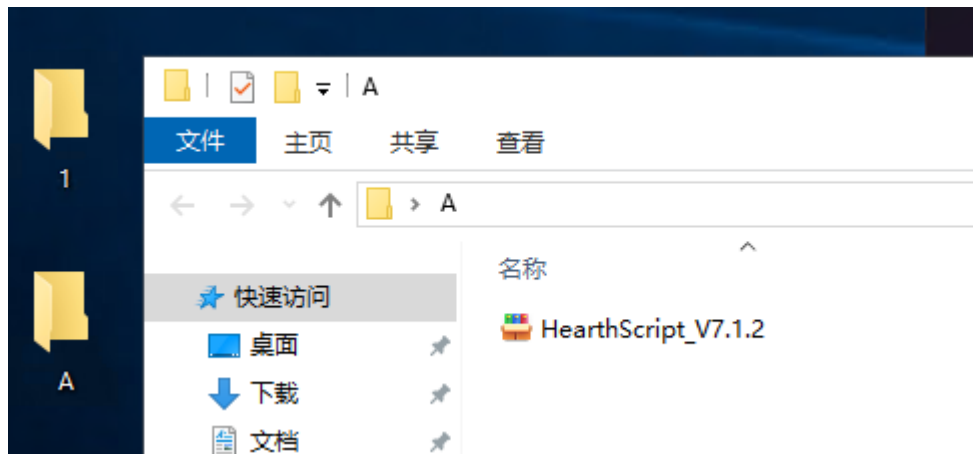 1
A
A
文件 主页 共享 查看
A
快速访问
桌面
下载
文档
名称
HearthScript_V7.1.2